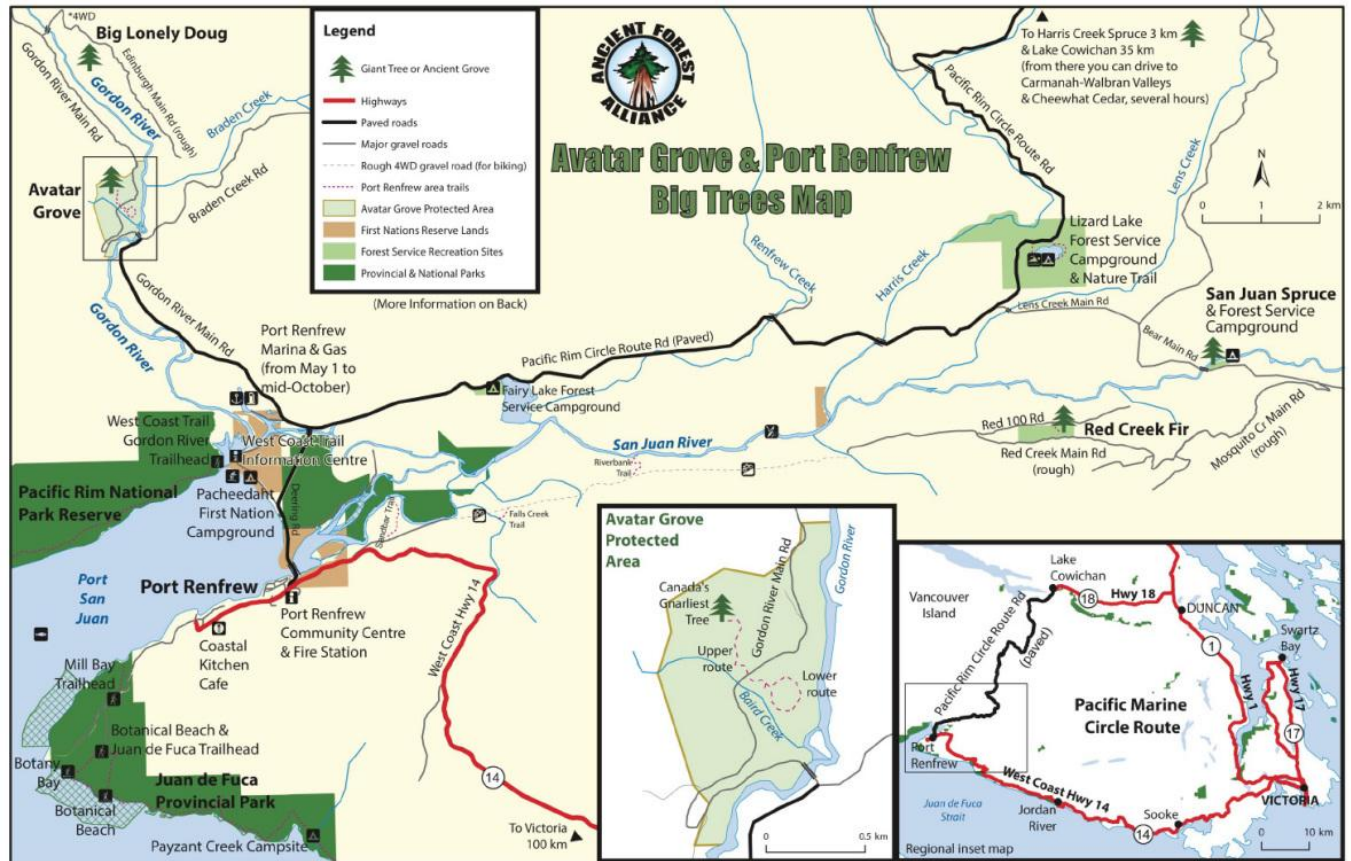 *4WD
Big Lonely Doug
Gordon River Main Rd
Gordon River
Edinburgh Main Rd (rough)
Braden Creek
Braden Creek Rd
Avatar
Grove
Gordon River Main Rd
Gordon River
Legend
Giant Tree or Ancient Grove
Highways
Paved roads
Major gravel roads
Rough 4WD gravel road (for biking)
Port Renfrew area trails
Avatar Grove Protected Area
First Nations Reserve Lands
Forest Service Recreation Sites
Provincial & National Parks
(More Information on Back)
ANCIENT FOREST
ALLIANCE
Avatar Grove & Port Renfrew
Big Trees Map
To Harris Creek Spruce 3 km
& Lake Cowichan 35 km
(from there you can drive to
Carmanah-Walbran Valleys
& Cheewhat Cedar, several hours)
Pacific Rim Circle Route Rd
Lens Creek
N
0
2 km
Lizard Lake
Forest Service
Campground
& Nature Trail
Renfrew Creek
Harris Creek
Lens Creek Main Rd
San Juan Spruce
& Forest Service
Campground
Bear Main Rd
Port Renfrew
Marina & Gas
(from May 1 to
mid-October)
Pacific Rim Circle Route Rd (Paved)
Fairy Lake Forest
Service Campground
West Coast Trail
Gordon River
Trailhead
West Coast Trail
Information Centre
San Juan River
Red 100 Rd
Red Creek Fir
Red Creek Main Rd
(rough)
Mosquito Cr Main Rd
(rough)
Riverbank
Trail
Pacific Rim National
Park Reserve
Pacheedaht
First Nation
Campground
Deering Rd
Sandbar Trail
Falls Creek
Trail
Port Renfrew
Port
San
Juan
Port Renfrew
Community Centre
& Fire Station
West Coast Hwy 14
Coastal
Kitchen
Cafe
Mill Bay
Trailhead
Botanical Beach &
Juan de Fuca Trailhead
Botany
Bay
Juan de Fuca
Provincial Park
Botanical
Beach
Payzant Creek Campsite
14
To Victoria
100 km
Avatar Grove
Protected
Area
Canada's
Gnarliest
Tree
Gordon River Main Rd
Gordon River
Upper
route
Lower
route
Baird Creek
0
0.5 km
Vancouver
Island
Lake
Cowichan
18
Hwy 18
DUNCAN
Swartz
Bay
1
Hwy 1
Hwy 17
17
Pacific Rim Circle Route Rd
(paved)
Pacific Marine
Circle Route
Port
Renfrew
West Coast Hwy 14
Juan de Fuca
Strait
Jordan
River
14
Sooke
VICTORIA
0
10 km
Regional inset map